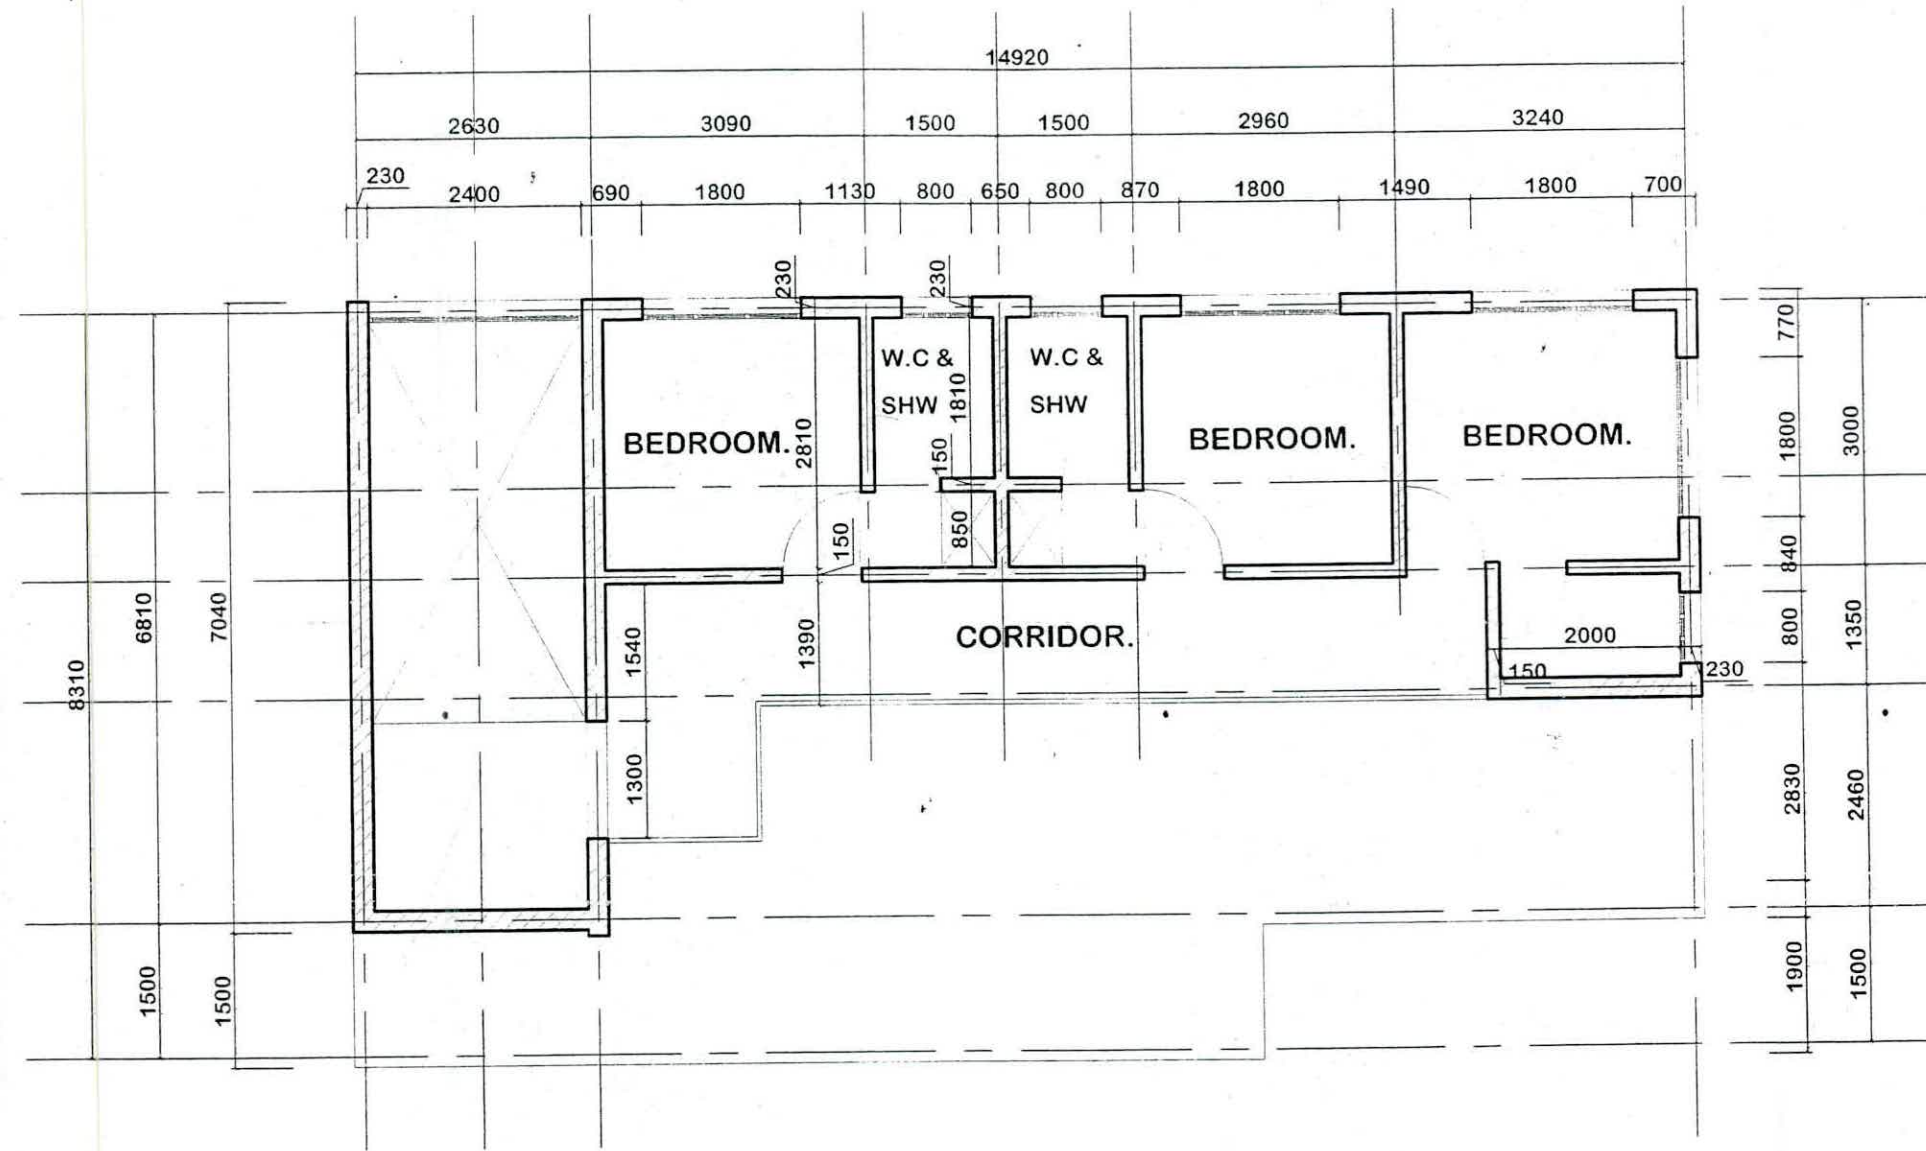 14920
2630 3090 1500 1500 2960 3240
230
2400 690 1800 1130 800 650 800 870 1800 1490 1800 700
230 230
770
W.C & W.C &
SHW 1810 SHW
BEDROOM. 2810 BEDROOM. BEDROOM. 1800 3000
150
150 850 840
6810 7040
1540 1390 CORRIDOR. 2000 800 1350
8310
150 230
1300 2830 2460
1500 1500 1900 1500